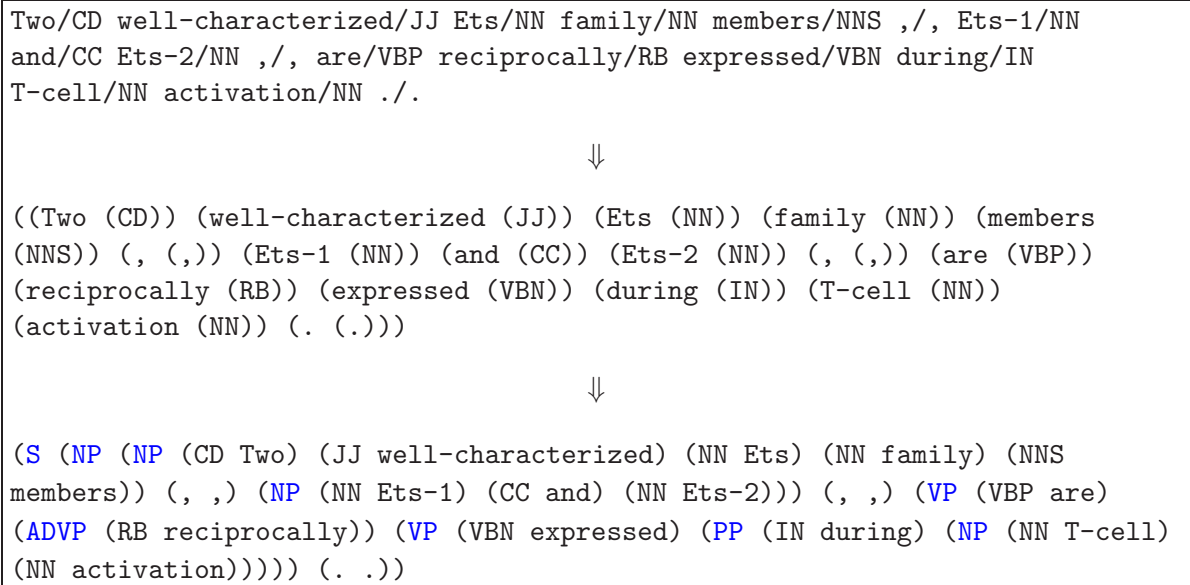 Two/CD well-characterized/JJ Ets/NN family/NN members/NNS ,/, Ets-1/NN
and/CC Ets-2/NN ,/, are/VBP reciprocally/RB expressed/VBN during/IN
T-cell/NN activation/NN ./.
⇓
((Two (CD)) (well-characterized (JJ)) (Ets (NN)) (family (NN)) (members
(NNS)) (, (,)) (Ets-1 (NN)) (and (CC)) (Ets-2 (NN)) (, (,)) (are (VBP))
(reciprocally (RB)) (expressed (VBN)) (during (IN)) (T-cell (NN))
(activation (NN)) (. (.)))
⇓
(S (NP (NP (CD Two) (JJ well-characterized) (NN Ets) (NN family) (NNS
members)) (, ,) (NP (NN Ets-1) (CC and) (NN Ets-2))) (, ,) (VP (VBP are)
(ADVP (RB reciprocally)) (VP (VBN expressed) (PP (IN during) (NP (NN T-cell)
(NN activation))))) (. .))